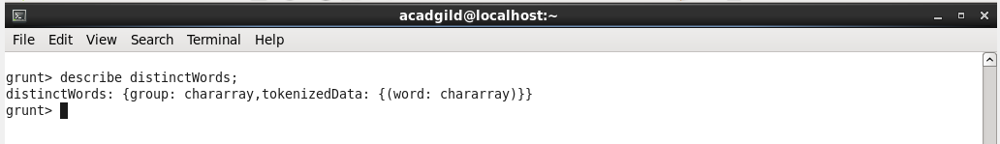 acadgild@localhost:~
File Edit View Search Terminal Help
grunt> describe distinctWords;
distinctWords: {group: chararray,tokenizedData: {(word: chararray)}}
grunt>